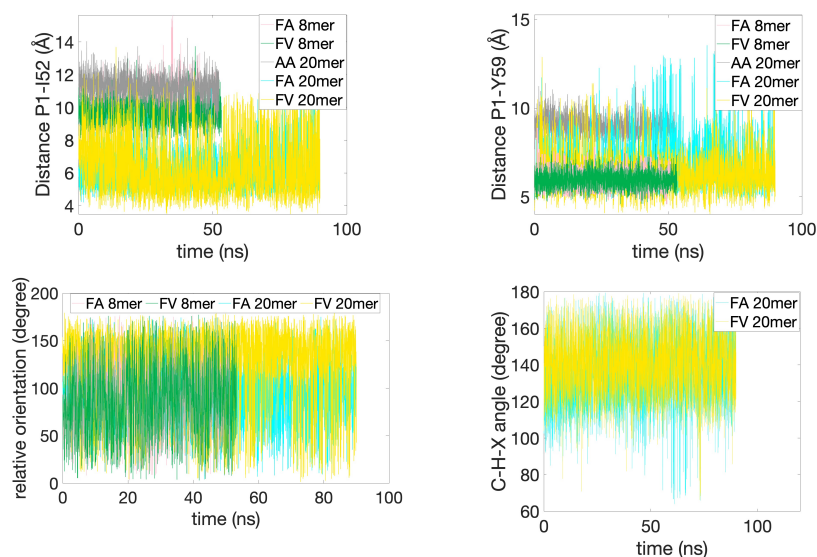 Distance P1-I52 (Å)
14
12
10
8
6
4
0
50
100
time (ns)
FA 8mer
FV 8mer
AA 20mer
FA 20mer
FV 20mer
Distance P1-Y59 (Å)
15
10
5
0
50
100
time (ns)
FA 8mer
FV 8mer
AA 20mer
FA 20mer
FV 20mer
relative orientation (degree)
200
150
100
50
0
0
20
40
60
80
100
time (ns)
FA 8mer FV 8mer FA 20mer FV 20mer
C-H-X angle (degree)
180
160
140
120
100
80
60
0
50
100
time (ns)
FA 20mer
FV 20mer